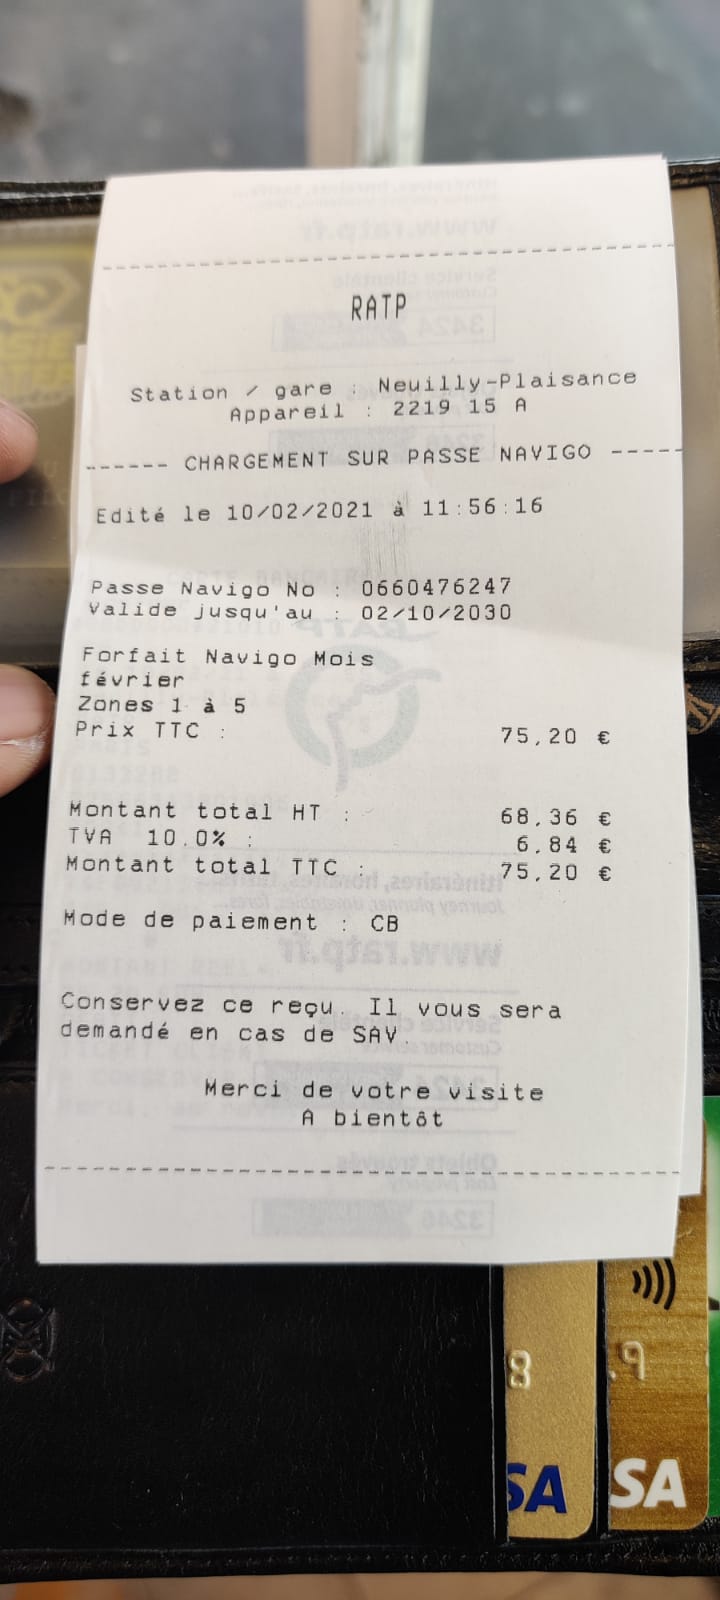 RATP
Station / gare : Neuilly-Plaisance
Appareil : 2219 15 A
------ CHARGEMENT SUR PASSE NAVIGO -----
Edité le 10/02/2021 à 11:56:16
Passe Navigo No : 0660476247
Valide jusqu'au : 02/10/2030
Forfait Navigo Mois
février
Zones 1 à 5
Prix TTC : 75,20 €
Montant total HT : 68,36 €
TVA 10.0% : 6,84 €
Montant total TTC : 75,20 €
Mode de paiement : CB
Conservez ce reçu. Il vous sera
demandé en cas de SAV.
Merci de votre visite
A bientôt
8
9
SA
SA